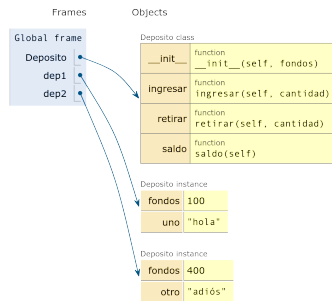 Frames Objects
Global frame
Deposito
dep1
dep2
Deposito class
__init__ function
__init__(self, fondos)
ingresar function
ingresar(self, cantidad)
retirar function
retirar(self, cantidad)
saldo function
saldo(self)
Deposito instance
fondos 100
uno "hola"
Deposito instance
fondos 400
otro "adiós"